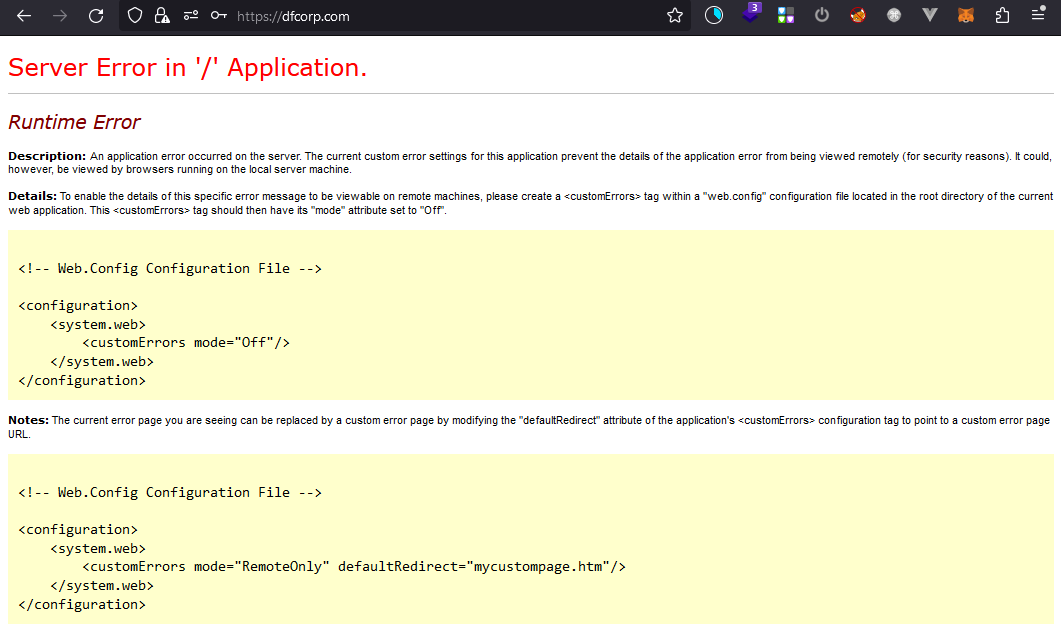 https://dfcorp.com
3
Server Error in '/' Application.
Runtime Error
Description: An application error occurred on the server. The current custom error settings for this application prevent the details of the application error from being viewed remotely (for security reasons). It could,
however, be viewed by browsers running on the local server machine.
Details: To enable the details of this specific error message to be viewable on remote machines, please create a <customErrors> tag within a "web.config" configuration file located in the root directory of the current
web application. This <customErrors> tag should then have its "mode" attribute set to "Off".
<!-- Web.Config Configuration File -->
<configuration>
    <system.web>
        <customErrors mode="Off"/>
    </system.web>
</configuration>
Notes: The current error page you are seeing can be replaced by a custom error page by modifying the "defaultRedirect" attribute of the application's <customErrors> configuration tag to point to a custom error page
URL.
<!-- Web.Config Configuration File -->
<configuration>
    <system.web>
        <customErrors mode="RemoteOnly" defaultRedirect="mycustompage.htm"/>
    </system.web>
</configuration>